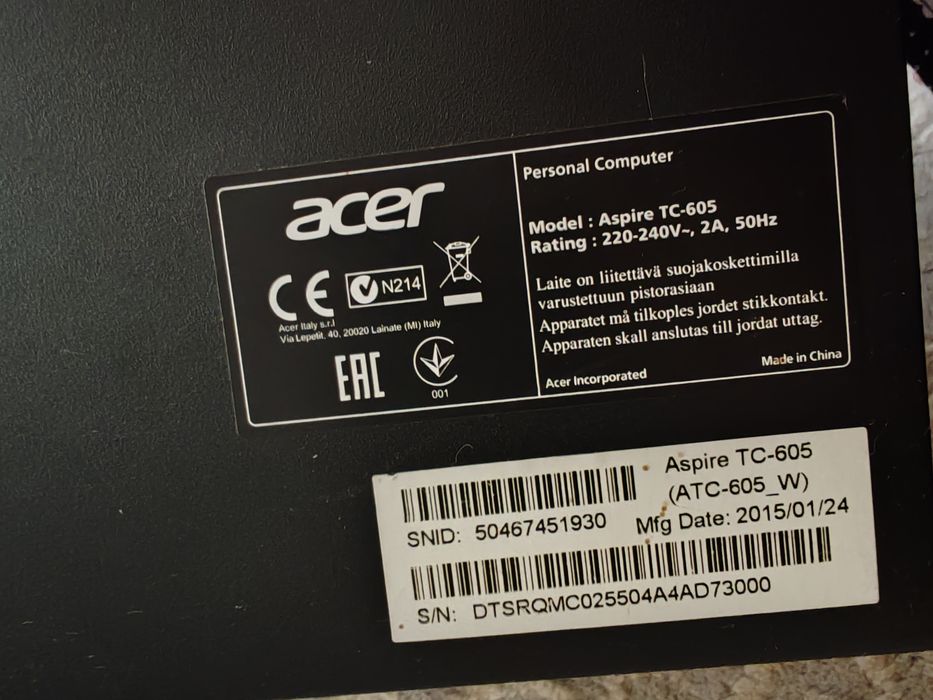 acer
Personal Computer
Model : Aspire TC-605
Rating : 220-240V~, 2A, 50Hz
CE
N214
Acer Italy s.r.l
Via Lepetit, 40, 20020 Lainate (MI) Italy
EAC
001
Laite on liitettävä suojakoskettimilla
varustettuun pistorasiaan
Apparatet må tilkoples jordet stikkontakt.
Apparaten skall anslutas till jordat uttag.
Acer Incorporated
Made in China
Aspire TC-605
(ATC-605_W)
SNID: 50467451930
Mfg Date: 2015/01/24
S/N: DTSRQMC025504A4AD73000